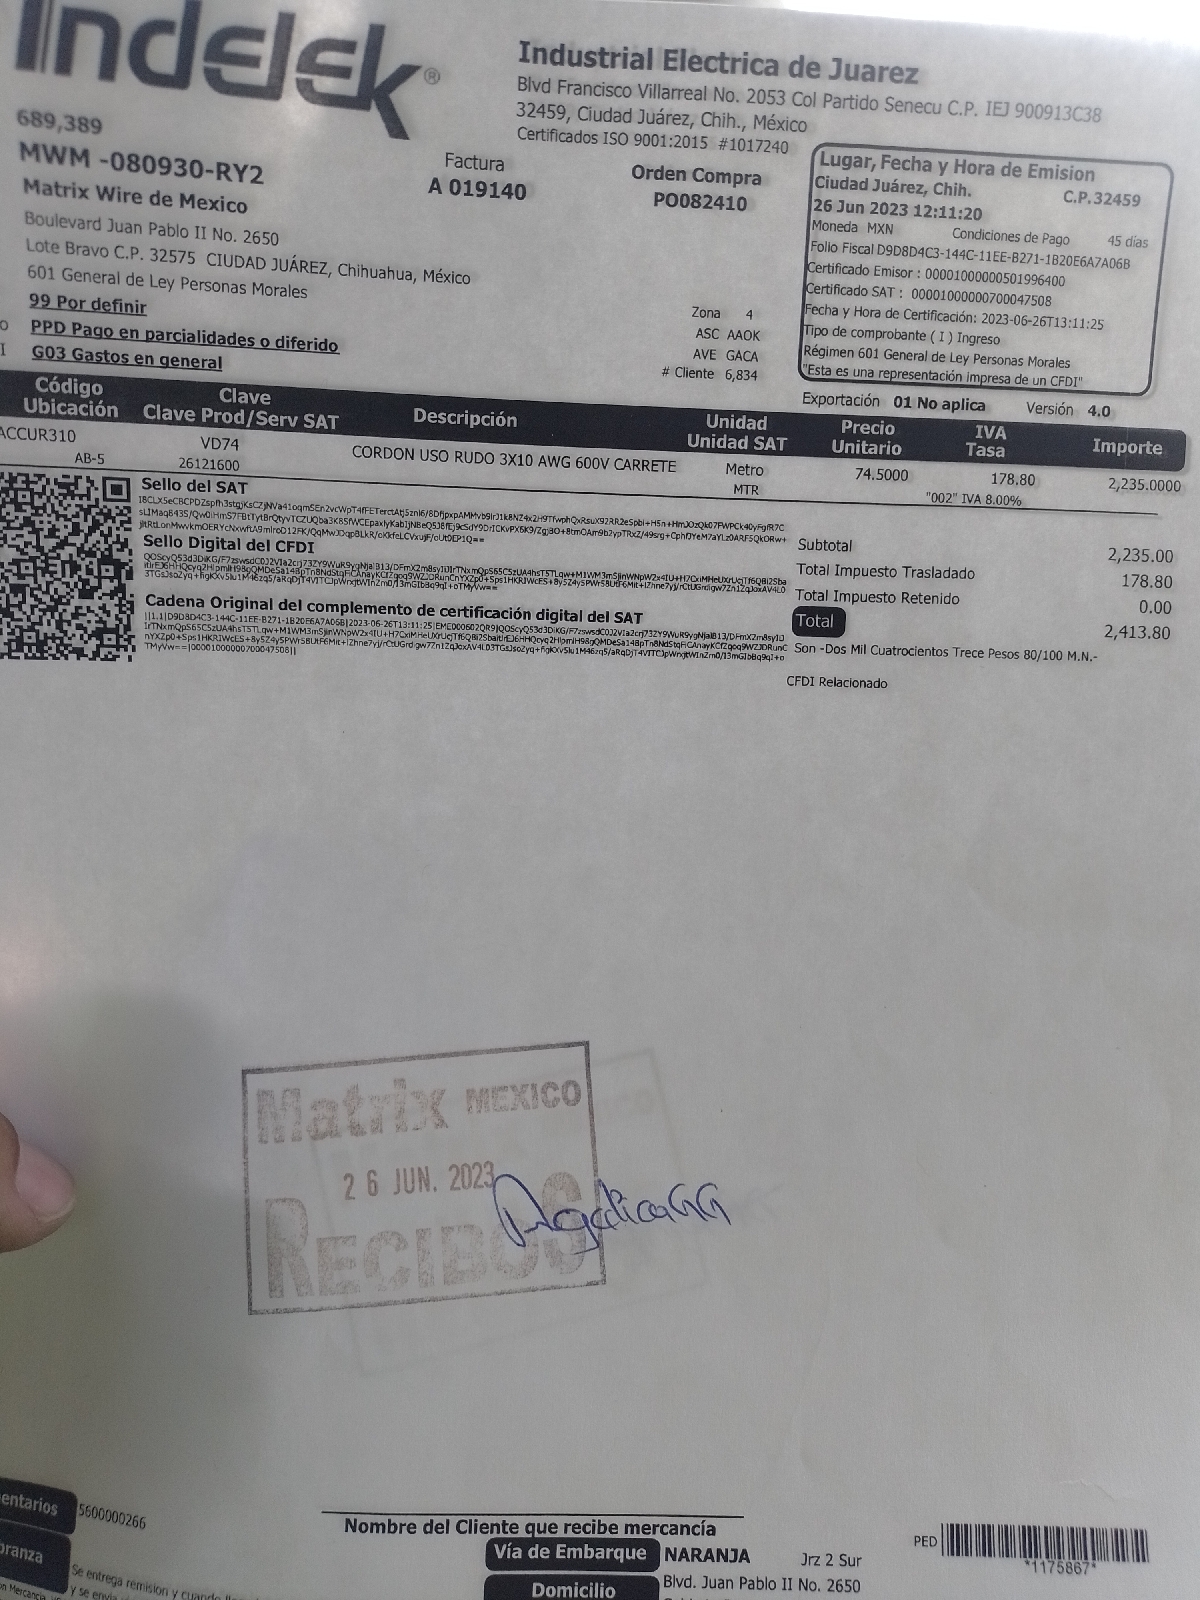 Indelek®
Industrial Electrica de Juarez
Blvd Francisco Villarreal No. 2053 Col Partido Senecu C.P. IEJ 900913C38
32459, Ciudad Juárez, Chih., México
Certificados ISO 9001:2015 #1017240
689,389
MWM -080930-RY2
Matrix Wire de Mexico
Boulevard Juan Pablo II No. 2650
Lote Bravo C.P. 32575 CIUDAD JUÁREZ, Chihuahua, México
601 General de Ley Personas Morales
99 Por definir
PPD Pago en parcialidades o diferido
G03 Gastos en general
Factura
A 019140
Orden Compra
PO082410
Zona 4
ASC AAOK
AVE GACA
# Cliente 6,834
Lugar, Fecha y Hora de Emision
Ciudad Juárez, Chih. C.P.32459
26 Jun 2023 12:11:20
Moneda MXN Condiciones de Pago 45 días
Folio Fiscal D9D8D4C3-144C-11EE-B271-1B20E6A7A06B
Certificado Emisor : 00001000000501996400
Certificado SAT : 00001000000700047508
Fecha y Hora de Certificación: 2023-06-26T13:11:25
Tipo de comprobante ( I ) Ingreso
Régimen 601 General de Ley Personas Morales
"Esta es una representación impresa de un CFDI"
Exportación 01 No aplica Versión 4.0
Código Clave Descripción Unidad Precio IVA Importe
Ubicación Clave Prod/Serv SAT Unidad SAT Unitario Tasa
ACCUR310 VD74 CORDON USO RUDO 3X10 AWG 600V CARRETE Metro 74.5000 178.80 2,235.0000
AB-5 26121600 MTR "002" IVA 8.00%
Sello del SAT
Sello Digital del CFDI
Cadena Original del complemento de certificación digital del SAT
Subtotal 2,235.00
Total Impuesto Trasladado 178.80
Total Impuesto Retenido 0.00
Total 2,413.80
Son -Dos Mil Cuatrocientos Trece Pesos 80/100 M.N.-
CFDI Relacionado
Matrix MEXICO
26 JUN. 2023
RECIBOS
entarios 5600000266
branza
Se entrega remision y
Nombre del Cliente que recibe mercancía
Vía de Embarque NARANJA Jrz 2 Sur
Domicilio Blvd. Juan Pablo II No. 2650
PED
*1175867*